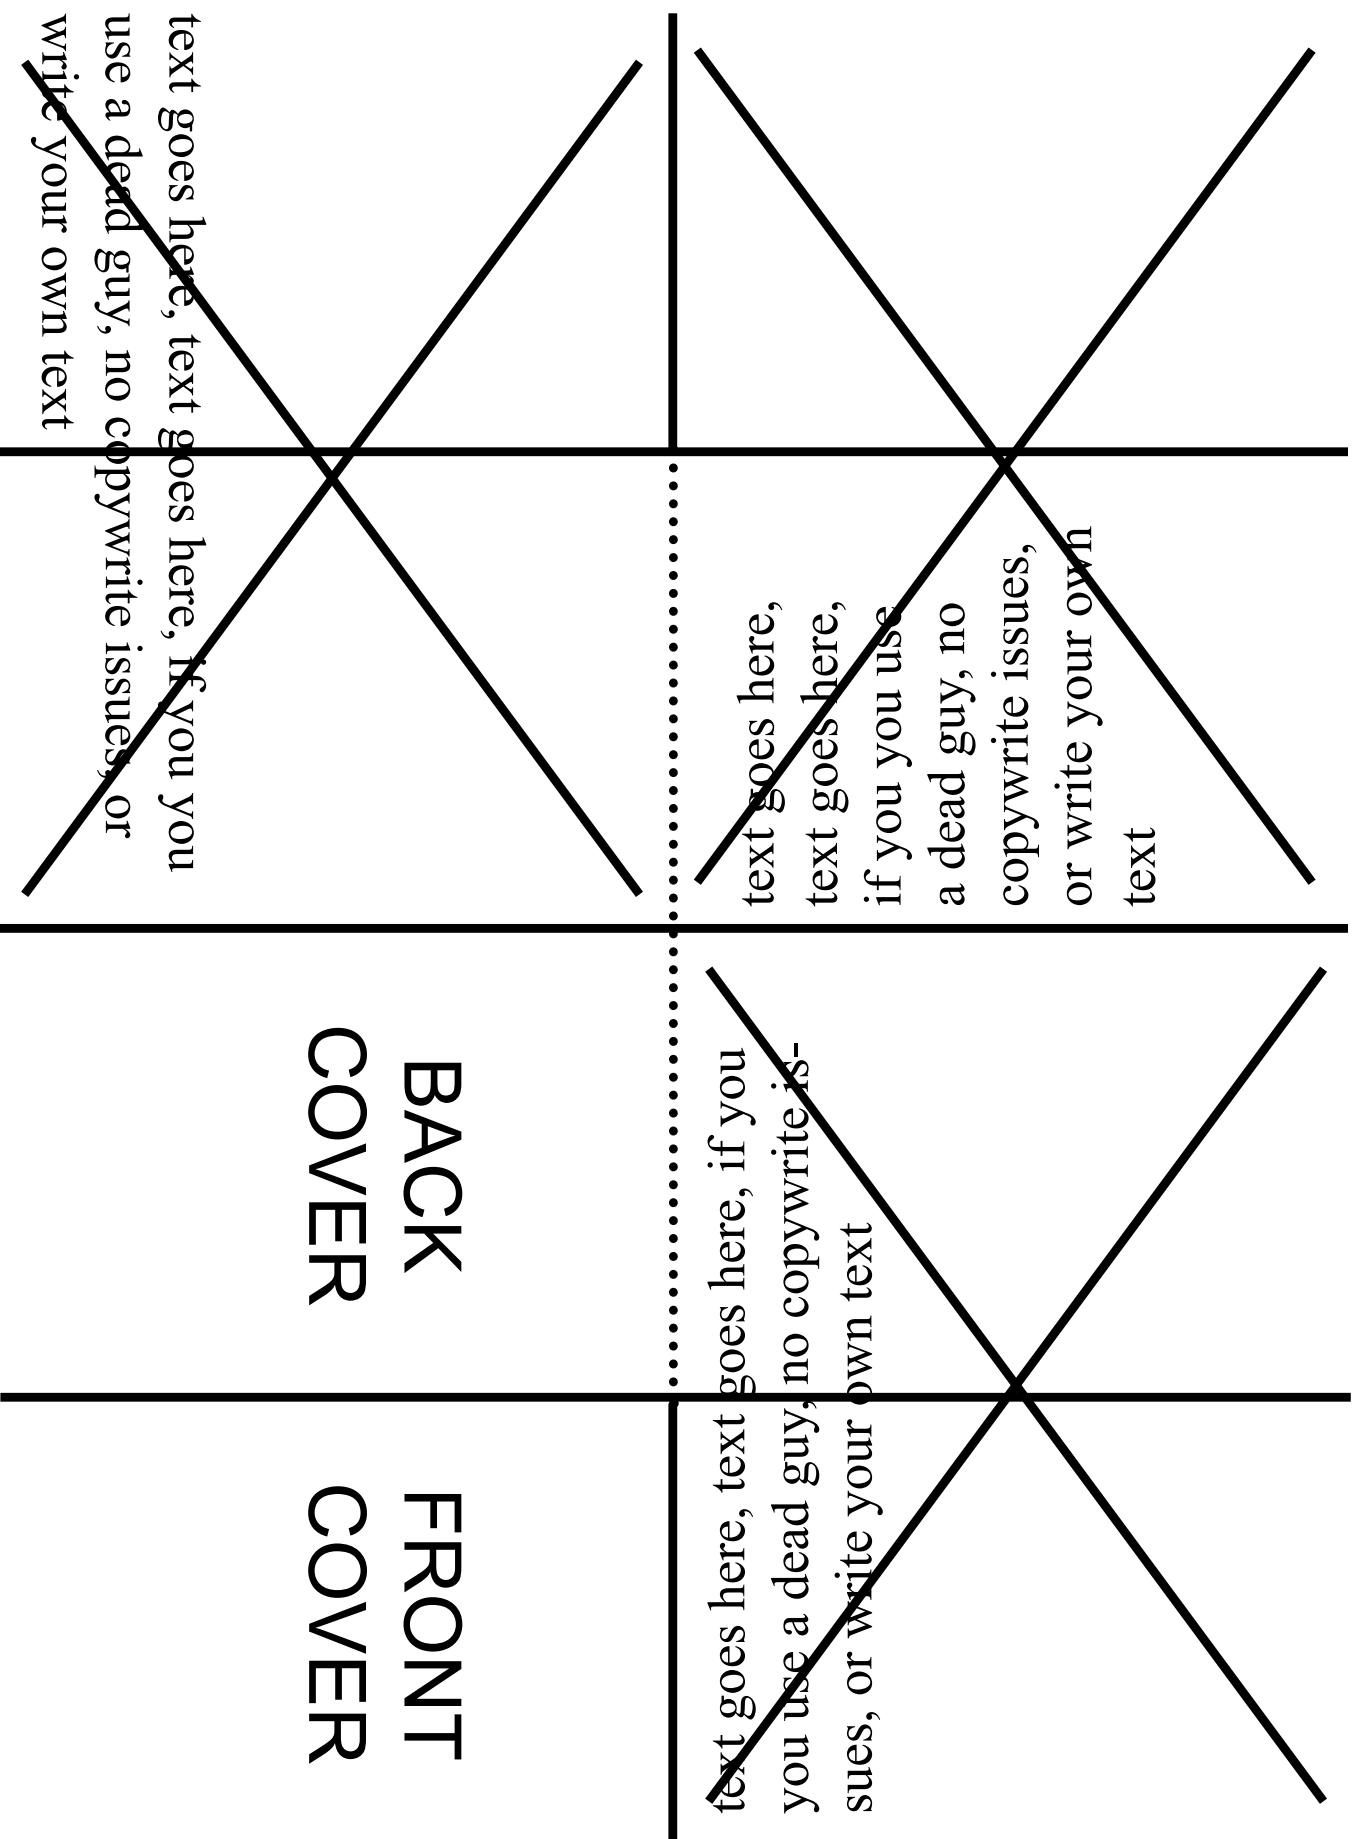 text goes here, text goes here, if you you
use a dead guy, no copywrite issues, or
write your own text
text goes here,
text goes here,
if you you use
a dead guy, no
copywrite issues,
or write your own
text
BACK
COVER
FRONT
COVER
text goes here, text goes here, if you
you use a dead guy, no copywrite is-
sues, or write your own text